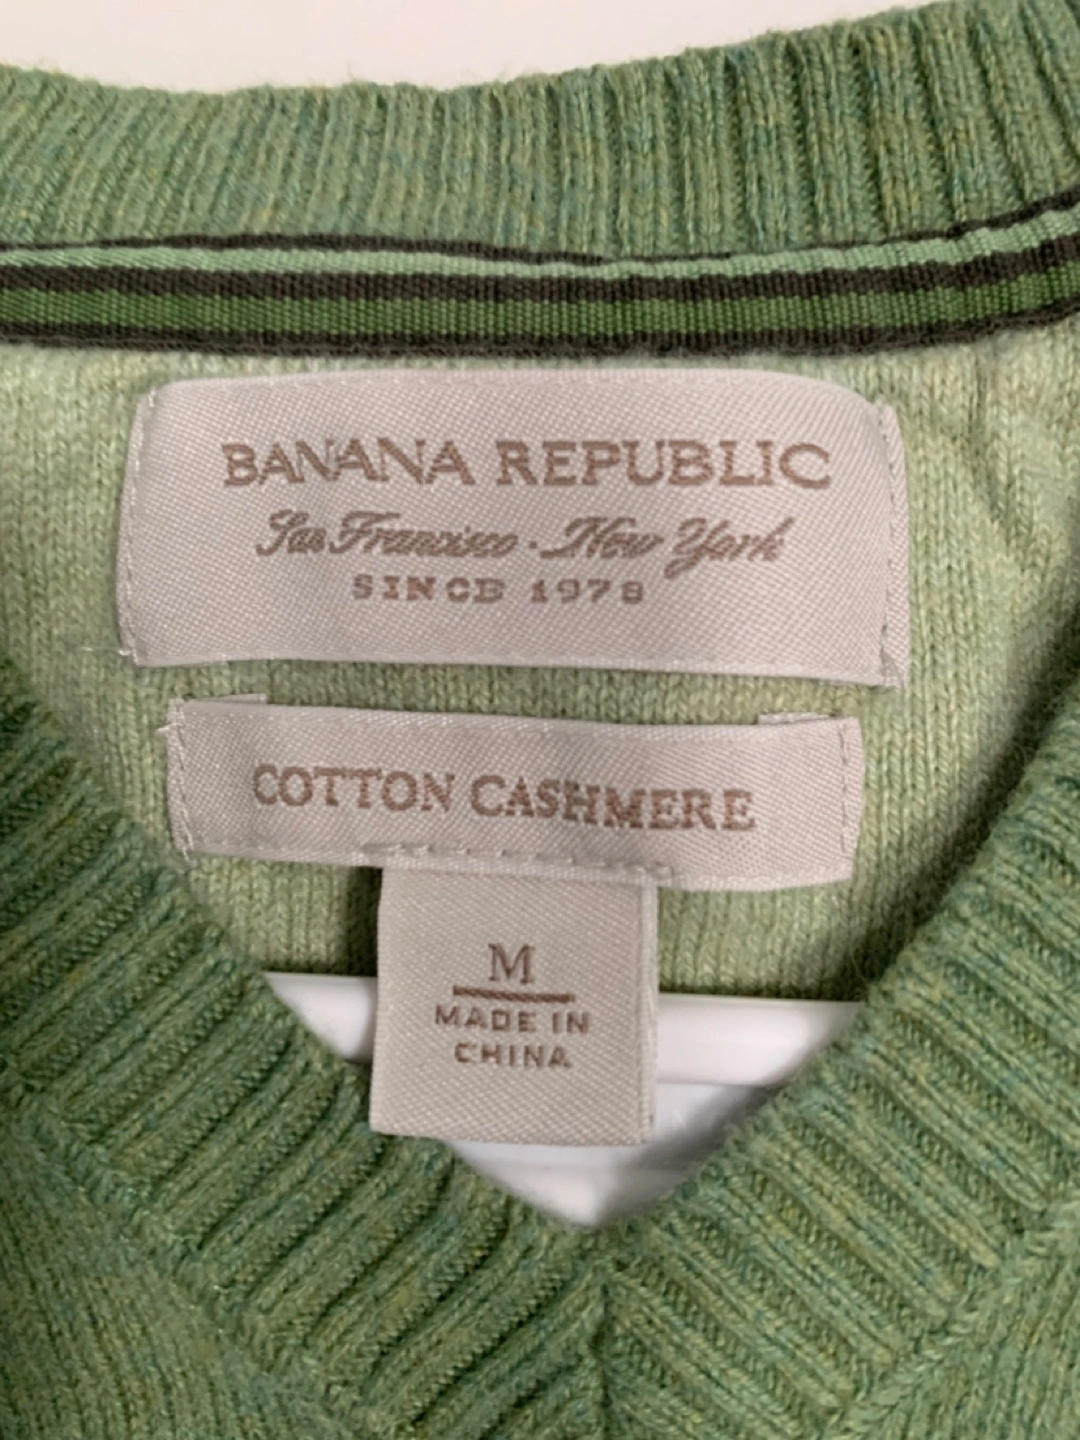 BANANA REPUBLIC
San Francisco · New York
SINCE 1978
COTTON CASHMERE
M
MADE IN
CHINA